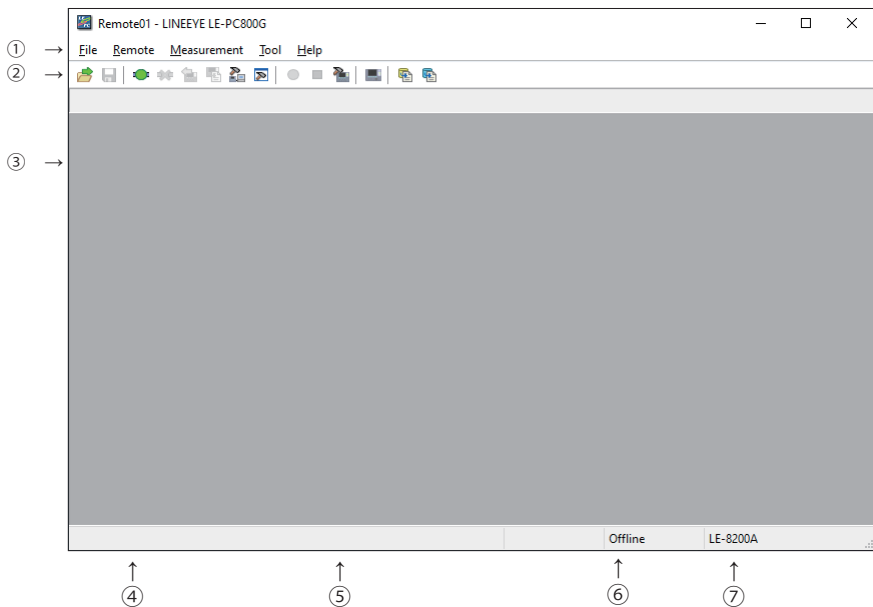 Remote01 - LINEEYE LE-PC800G
① → File Remote Measurement Tool Help
② →
③ →
Offline LE-8200A
↑ ↑ ↑ ↑
④ ⑤ ⑥ ⑦